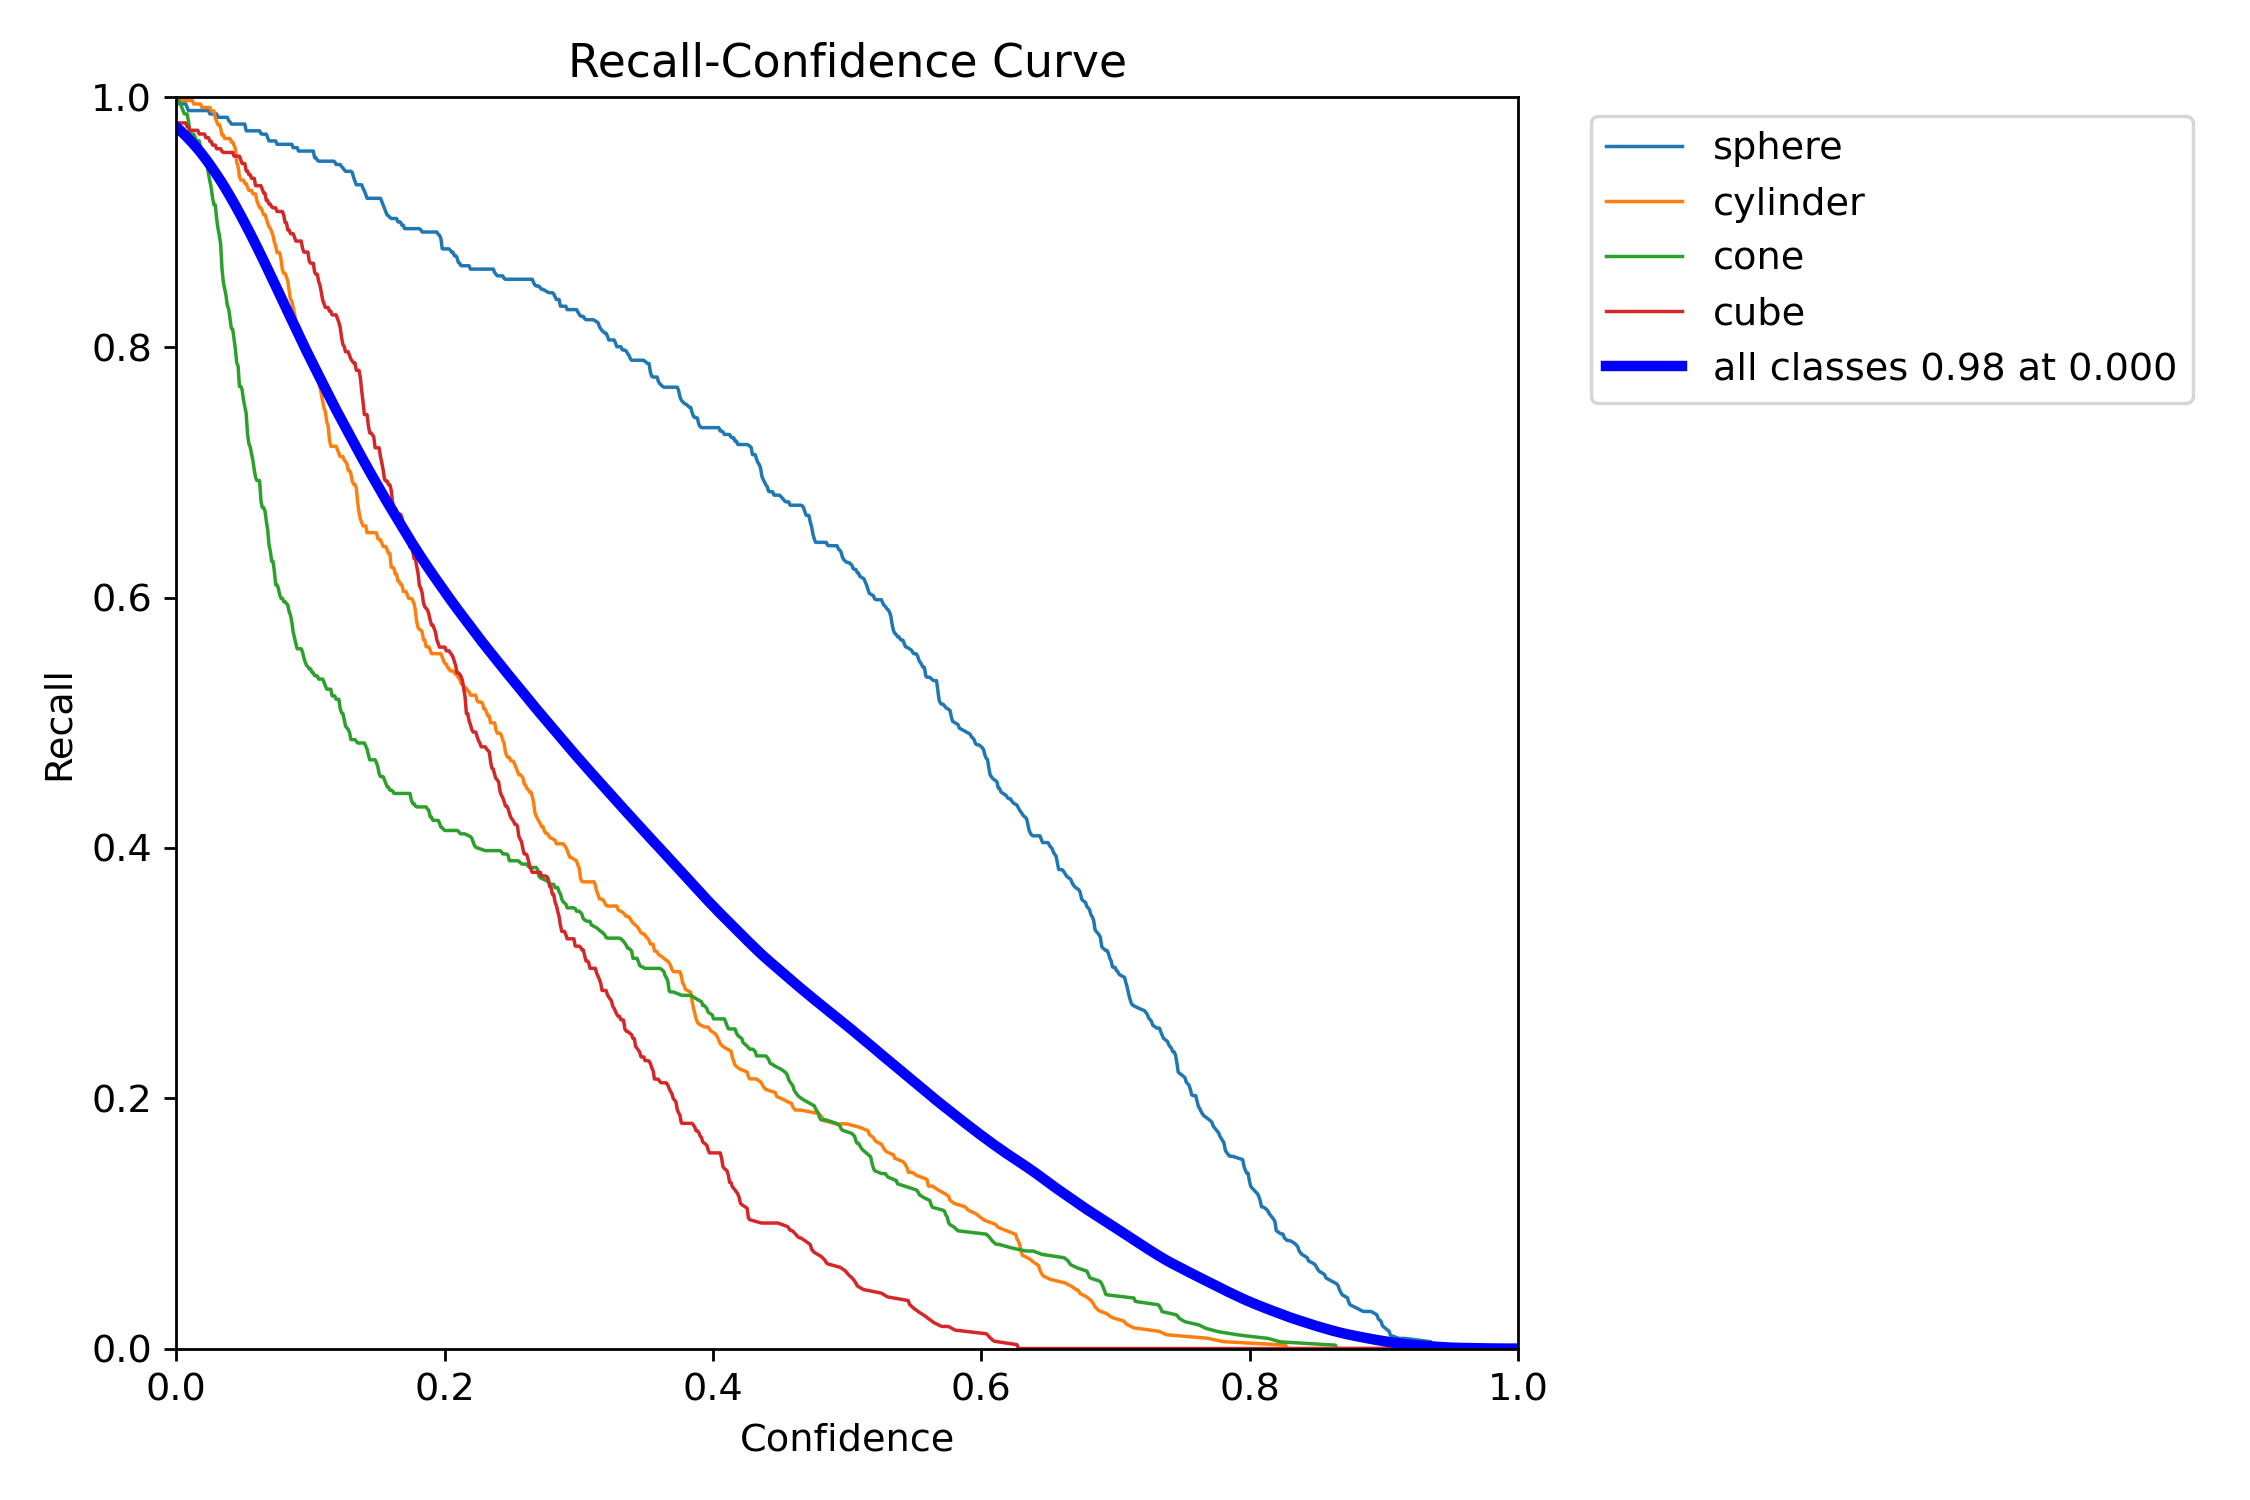 Recall-Confidence Curve
sphere
cylinder
cone
cube
all classes 0.98 at 0.000
Recall
1.0
0.8
0.6
0.4
0.2
0.0
0.0 0.2 0.4 0.6 0.8 1.0
Confidence